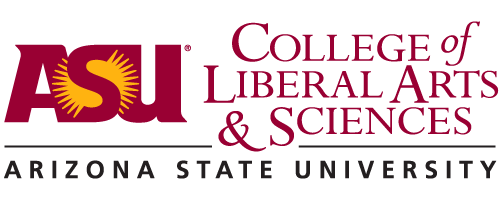 ASU®
COLLEGE of
LIBERAL ARTS
& SCIENCES
ARIZONA STATE UNIVERSITY